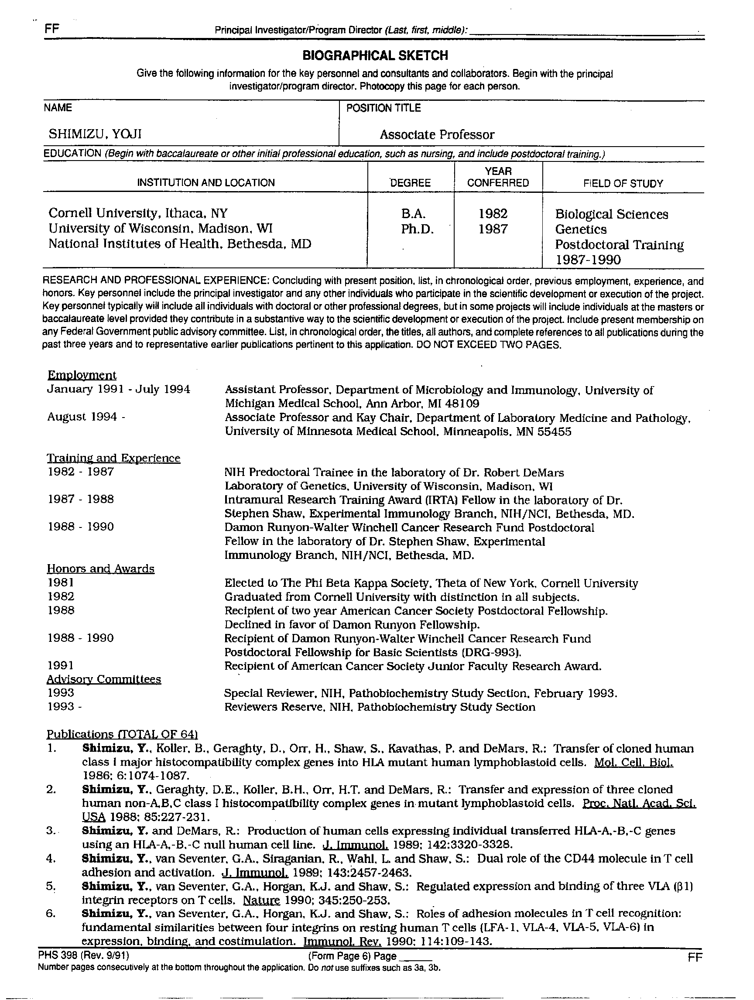 FF Principal Investigator/Program Director (Last, first, middle):
BIOGRAPHICAL SKETCH
Give the following information for the key personnel and consultants and collaborators. Begin with the principal
investigator/program director. Photocopy this page for each person.
NAME POSITION TITLE
SHIMIZU, YOJI Associate Professor
EDUCATION (Begin with baccalaureate or other initial professional education, such as nursing, and include postdoctoral training.)
INSTITUTION AND LOCATION DEGREE YEAR CONFERRED FIELD OF STUDY
Cornell University, Ithaca, NY B.A. 1982 Biological Sciences
University of Wisconsin, Madison, WI Ph.D. 1987 Genetics
National Institutes of Health, Bethesda, MD Postdoctoral Training
1987-1990
RESEARCH AND PROFESSIONAL EXPERIENCE: Concluding with present position, list, in chronological order, previous employment, experience, and
honors. Key personnel include the principal investigator and any other individuals who participate in the scientific development or execution of the project.
Key personnel typically will include all individuals with doctoral or other professional degrees, but in some projects will include individuals at the masters or
baccalaureate level provided they contribute in a substantive way to the scientific development or execution of the project. Include present membership on
any Federal Government public advisory committee. List, in chronological order, the titles, all authors, and complete references to all publications during the
past three years and to representative earlier publications pertinent to this application. DO NOT EXCEED TWO PAGES.
Employment
January 1991 - July 1994 Assistant Professor, Department of Microbiology and Immunology, University of
Michigan Medical School, Ann Arbor, MI 48109
August 1994 - Associate Professor and Kay Chair, Department of Laboratory Medicine and Pathology,
University of Minnesota Medical School, Minneapolis, MN 55455
Training and Experience
1982 - 1987 NIH Predoctoral Trainee in the laboratory of Dr. Robert DeMars
Laboratory of Genetics, University of Wisconsin, Madison, WI
1987 - 1988 Intramural Research Training Award (IRTA) Fellow in the laboratory of Dr.
Stephen Shaw, Experimental Immunology Branch, NIH/NCI, Bethesda, MD.
1988 - 1990 Damon Runyon-Walter Winchell Cancer Research Fund Postdoctoral
Fellow in the laboratory of Dr. Stephen Shaw, Experimental
Immunology Branch, NIH/NCI, Bethesda, MD.
Honors and Awards
1981 Elected to The Phi Beta Kappa Society, Theta of New York, Cornell University
1982 Graduated from Cornell University with distinction in all subjects.
1988 Recipient of two year American Cancer Society Postdoctoral Fellowship.
Declined in favor of Damon Runyon Fellowship.
1988 - 1990 Recipient of Damon Runyon-Walter Winchell Cancer Research Fund
Postdoctoral Fellowship for Basic Scientists (DRG-993).
1991 Recipient of American Cancer Society Junior Faculty Research Award.
Advisory Committees
1993 Special Reviewer, NIH, Pathobiochemistry Study Section, February 1993.
1993 - Reviewers Reserve, NIH, Pathobiochemistry Study Section
Publications (TOTAL OF 64)
1. Shimizu, Y., Koller, B., Geraghty, D., Orr, H., Shaw, S., Kavathas, P. and DeMars, R.: Transfer of cloned human
class I major histocompatibility complex genes into HLA mutant human lymphoblastoid cells. Mol. Cell. Biol.
1986; 6:1074-1087.
2. Shimizu, Y., Geraghty, D.E., Koller, B.H., Orr, H.T. and DeMars, R.: Transfer and expression of three cloned
human non-A,B,C class I histocompatibility complex genes in mutant lymphoblastoid cells. Proc. Natl. Acad. Sci.
USA 1988; 85:227-231.
3. Shimizu, Y. and DeMars, R.: Production of human cells expressing individual transferred HLA-A,-B,-C genes
using an HLA-A,-B,-C null human cell line. J. Immunol. 1989; 142:3320-3328.
4. Shimizu, Y., van Seventer, G.A., Siraganian, R., Wahl, L. and Shaw, S.: Dual role of the CD44 molecule in T cell
adhesion and activation. J. Immunol. 1989; 143:2457-2463.
5. Shimizu, Y., van Seventer, G.A., Horgan, K.J. and Shaw, S.: Regulated expression and binding of three VLA (β1)
integrin receptors on T cells. Nature 1990; 345:250-253.
6. Shimizu, Y., van Seventer, G.A., Horgan, K.J. and Shaw, S.: Roles of adhesion molecules in T cell recognition:
fundamental similarities between four integrins on resting human T cells (LFA-1, VLA-4, VLA-5, VLA-6) in
expression, binding, and costimulation. Immunol. Rev. 1990; 114:109-143.
PHS 398 (Rev. 9/91) (Form Page 6) Page FF
Number pages consecutively at the bottom throughout the application. Do not use suffixes such as 3a, 3b.